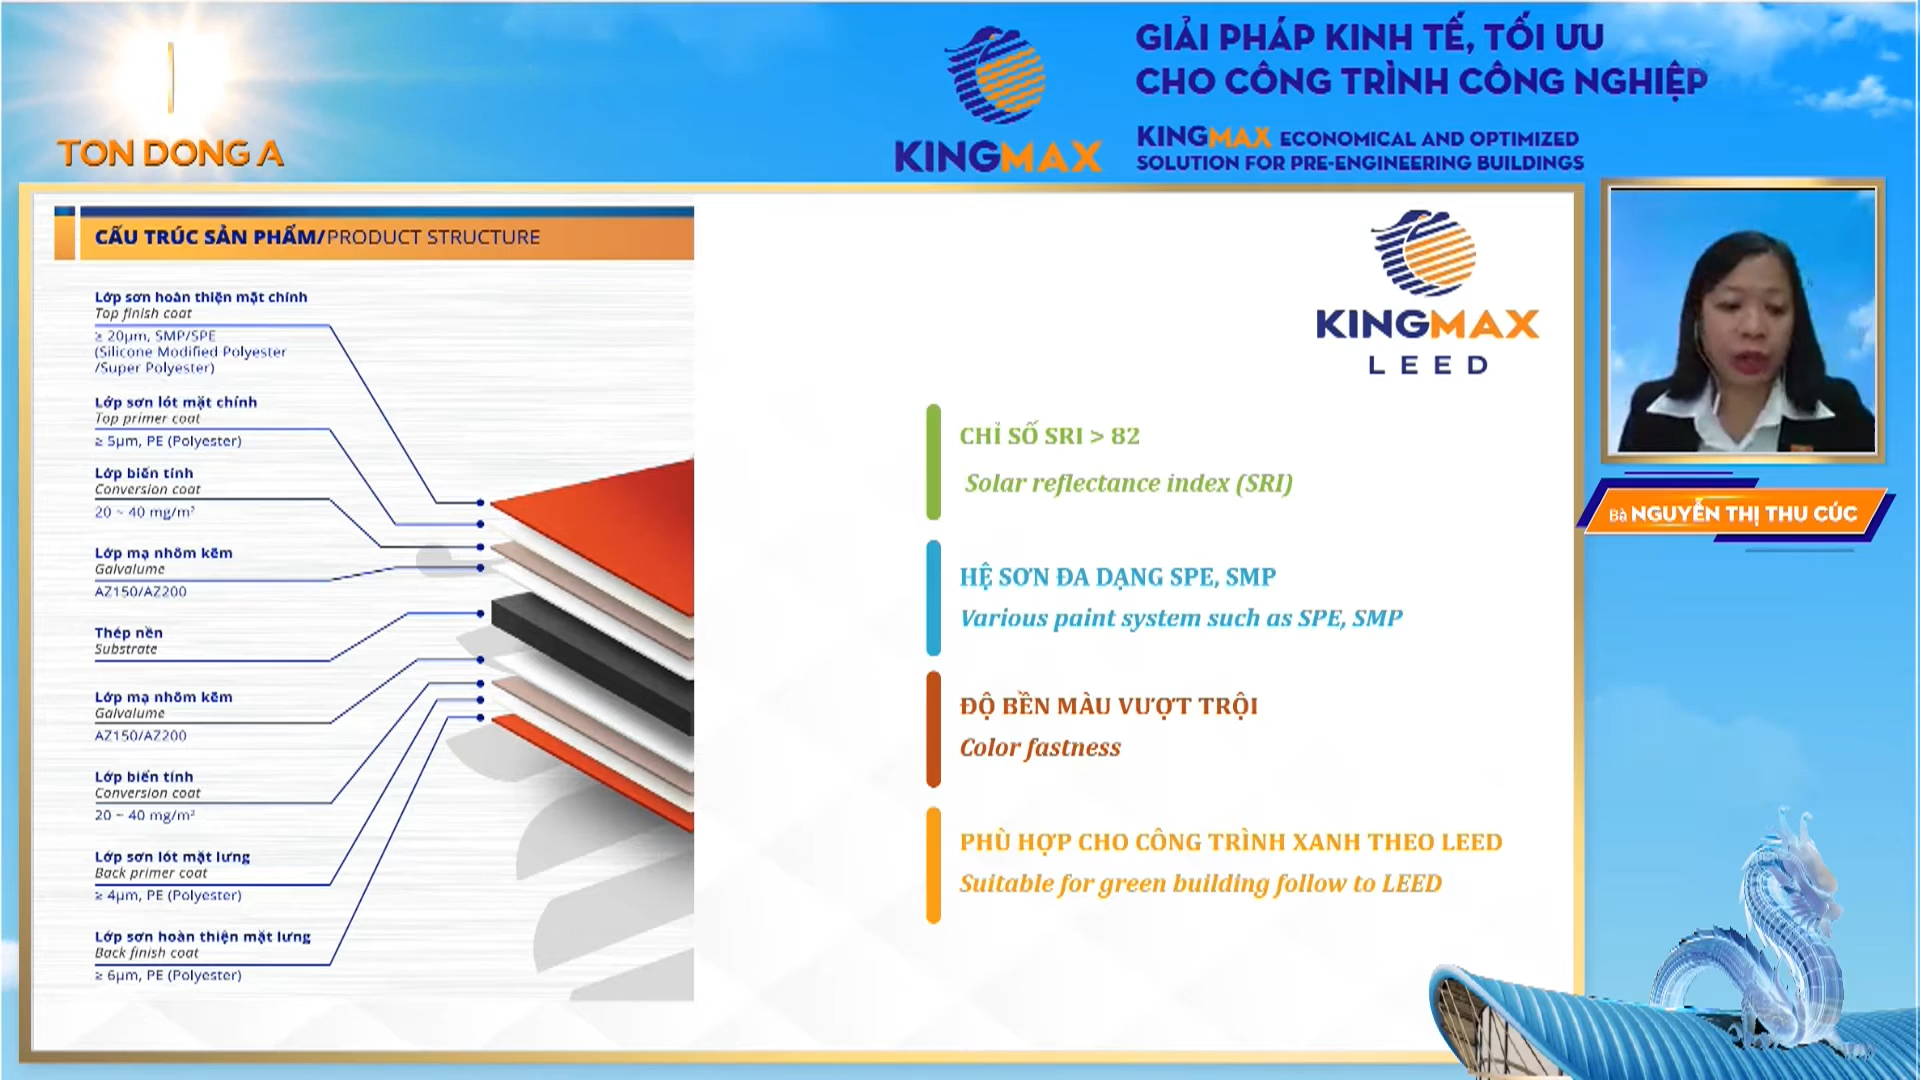 TON DONG A
KINGMAX
GIẢI PHÁP KINH TẾ, TỐI ƯU
CHO CÔNG TRÌNH CÔNG NGHIỆP
KINGMAX ECONOMICAL AND OPTIMIZED
SOLUTION FOR PRE-ENGINEERING BUILDINGS
CẤU TRÚC SẢN PHẨM/PRODUCT STRUCTURE
Lớp sơn hoàn thiện mặt chính
Top finish coat
≥ 20µm, SMP/SPE
(Silicone Modified Polyester
/Super Polyester)
Lớp sơn lót mặt chính
Top primer coat
≥ 5µm, PE (Polyester)
Lớp biến tính
Conversion coat
20 ~ 40 mg/m²
Lớp mạ nhôm kẽm
Galvalume
AZ150/AZ200
Thép nền
Substrate
Lớp mạ nhôm kẽm
Galvalume
AZ150/AZ200
Lớp biến tính
Conversion coat
20 ~ 40 mg/m²
Lớp sơn lót mặt lưng
Back primer coat
≥ 4µm, PE (Polyester)
Lớp sơn hoàn thiện mặt lưng
Back finish coat
≥ 6µm, PE (Polyester)
KINGMAX
LEED
CHỈ SỐ SRI > 82
Solar reflectance index (SRI)
HỆ SƠN ĐA DẠNG SPE, SMP
Various paint system such as SPE, SMP
ĐỘ BỀN MÀU VƯỢT TRỘI
Color fastness
PHÙ HỢP CHO CÔNG TRÌNH XANH THEO LEED
Suitable for green building follow to LEED
Bà NGUYỄN THỊ THU CÚC